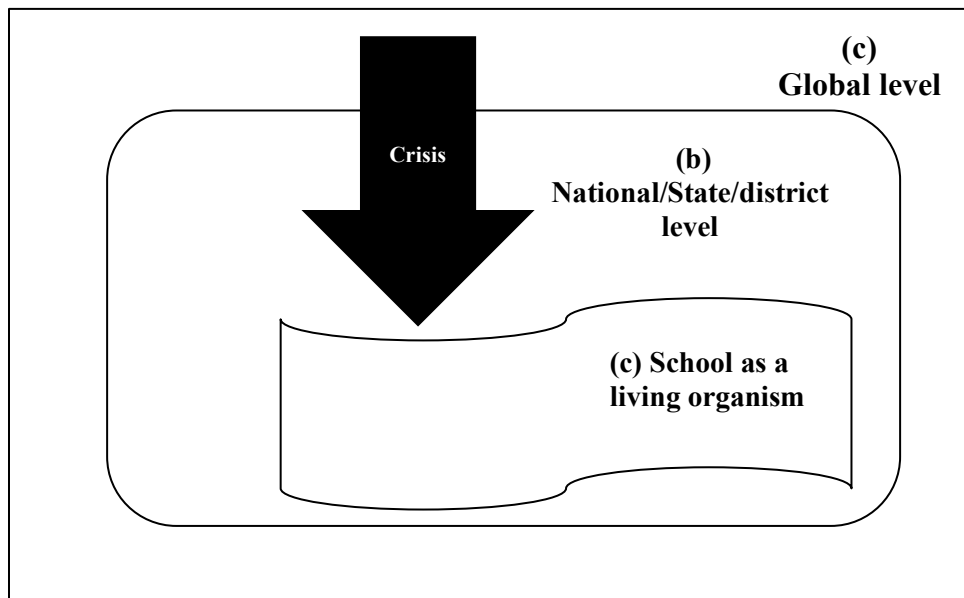 (c)
Global level
Crisis
(b)
National/State/district
level
(c) School as a
living organism